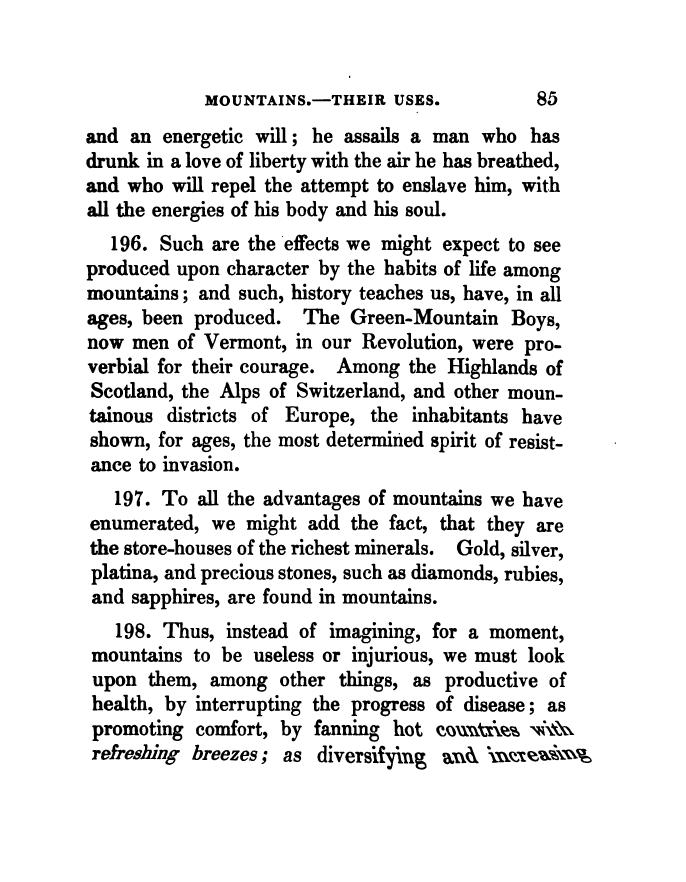 MOUNTAINS.—THEIR USES. 85
and an energetic will; he assails a man who has
drunk in a love of liberty with the air he has breathed,
and who will repel the attempt to enslave him, with
all the energies of his body and his soul.
196. Such are the effects we might expect to see
produced upon character by the habits of life among
mountains; and such, history teaches us, have, in all
ages, been produced. The Green-Mountain Boys,
now men of Vermont, in our Revolution, were pro-
verbial for their courage. Among the Highlands of
Scotland, the Alps of Switzerland, and other moun-
tainous districts of Europe, the inhabitants have
shown, for ages, the most determined spirit of resist-
ance to invasion.
197. To all the advantages of mountains we have
enumerated, we might add the fact, that they are
the store-houses of the richest minerals. Gold, silver,
platina, and precious stones, such as diamonds, rubies,
and sapphires, are found in mountains.
198. Thus, instead of imagining, for a moment,
mountains to be useless or injurious, we must look
upon them, among other things, as productive of
health, by interrupting the progress of disease; as
promoting comfort, by fanning hot countries with
refreshing breezes; as diversifying and increasing